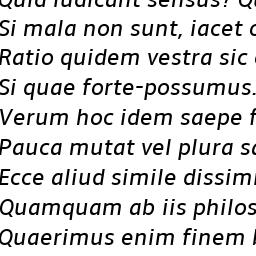 Quid iudicant sensus? Qu
Si mala non sunt, iacet o
Ratio quidem vestra sic
Si quae forte-possumus.
Verum hoc idem saepe f
Pauca mutat vel plura sa
Ecce aliud simile dissimi
Quamquam ab iis philos
Quaerimus enim finem b